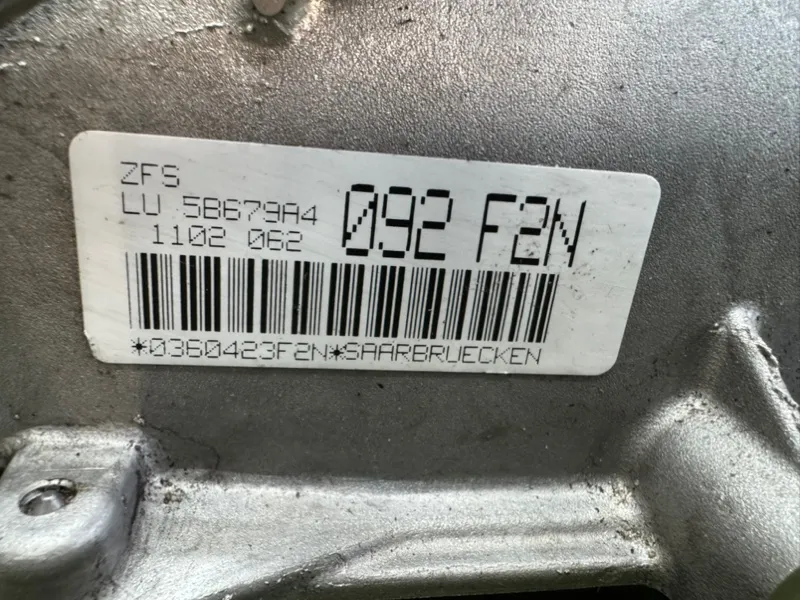 ZFS
LU 5B679A4
1102 062
092 F2N
*0360423F2N*SAARBRUECKEN